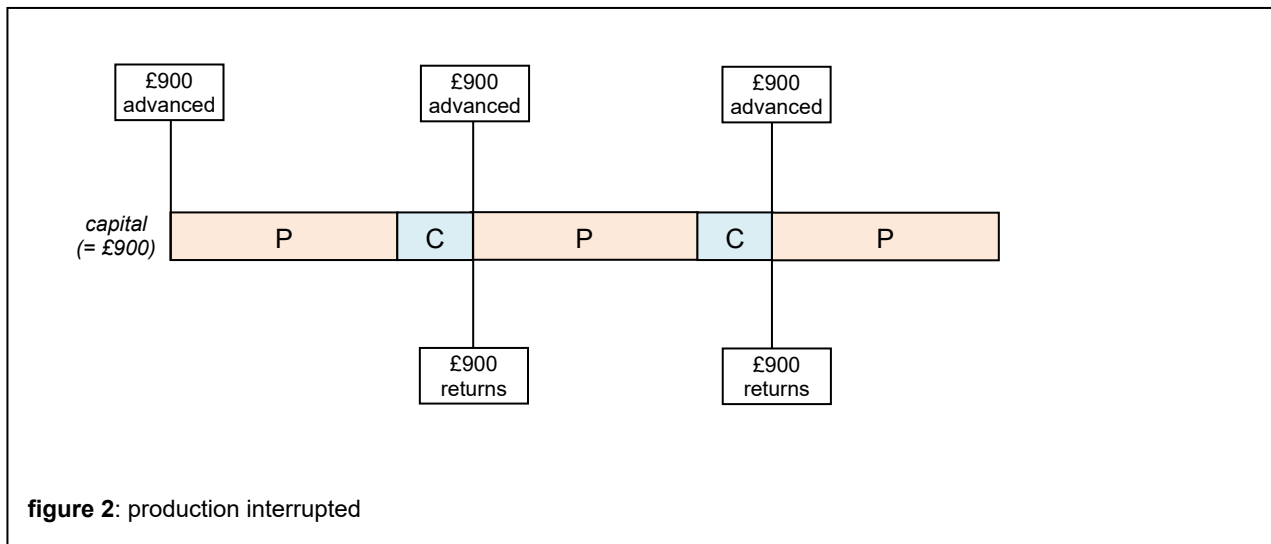 £900
advanced
£900
advanced
£900
advanced
capital
(= £900)
P
C
P
C
P
£900
returns
£900
returns
figure 2: production interrupted